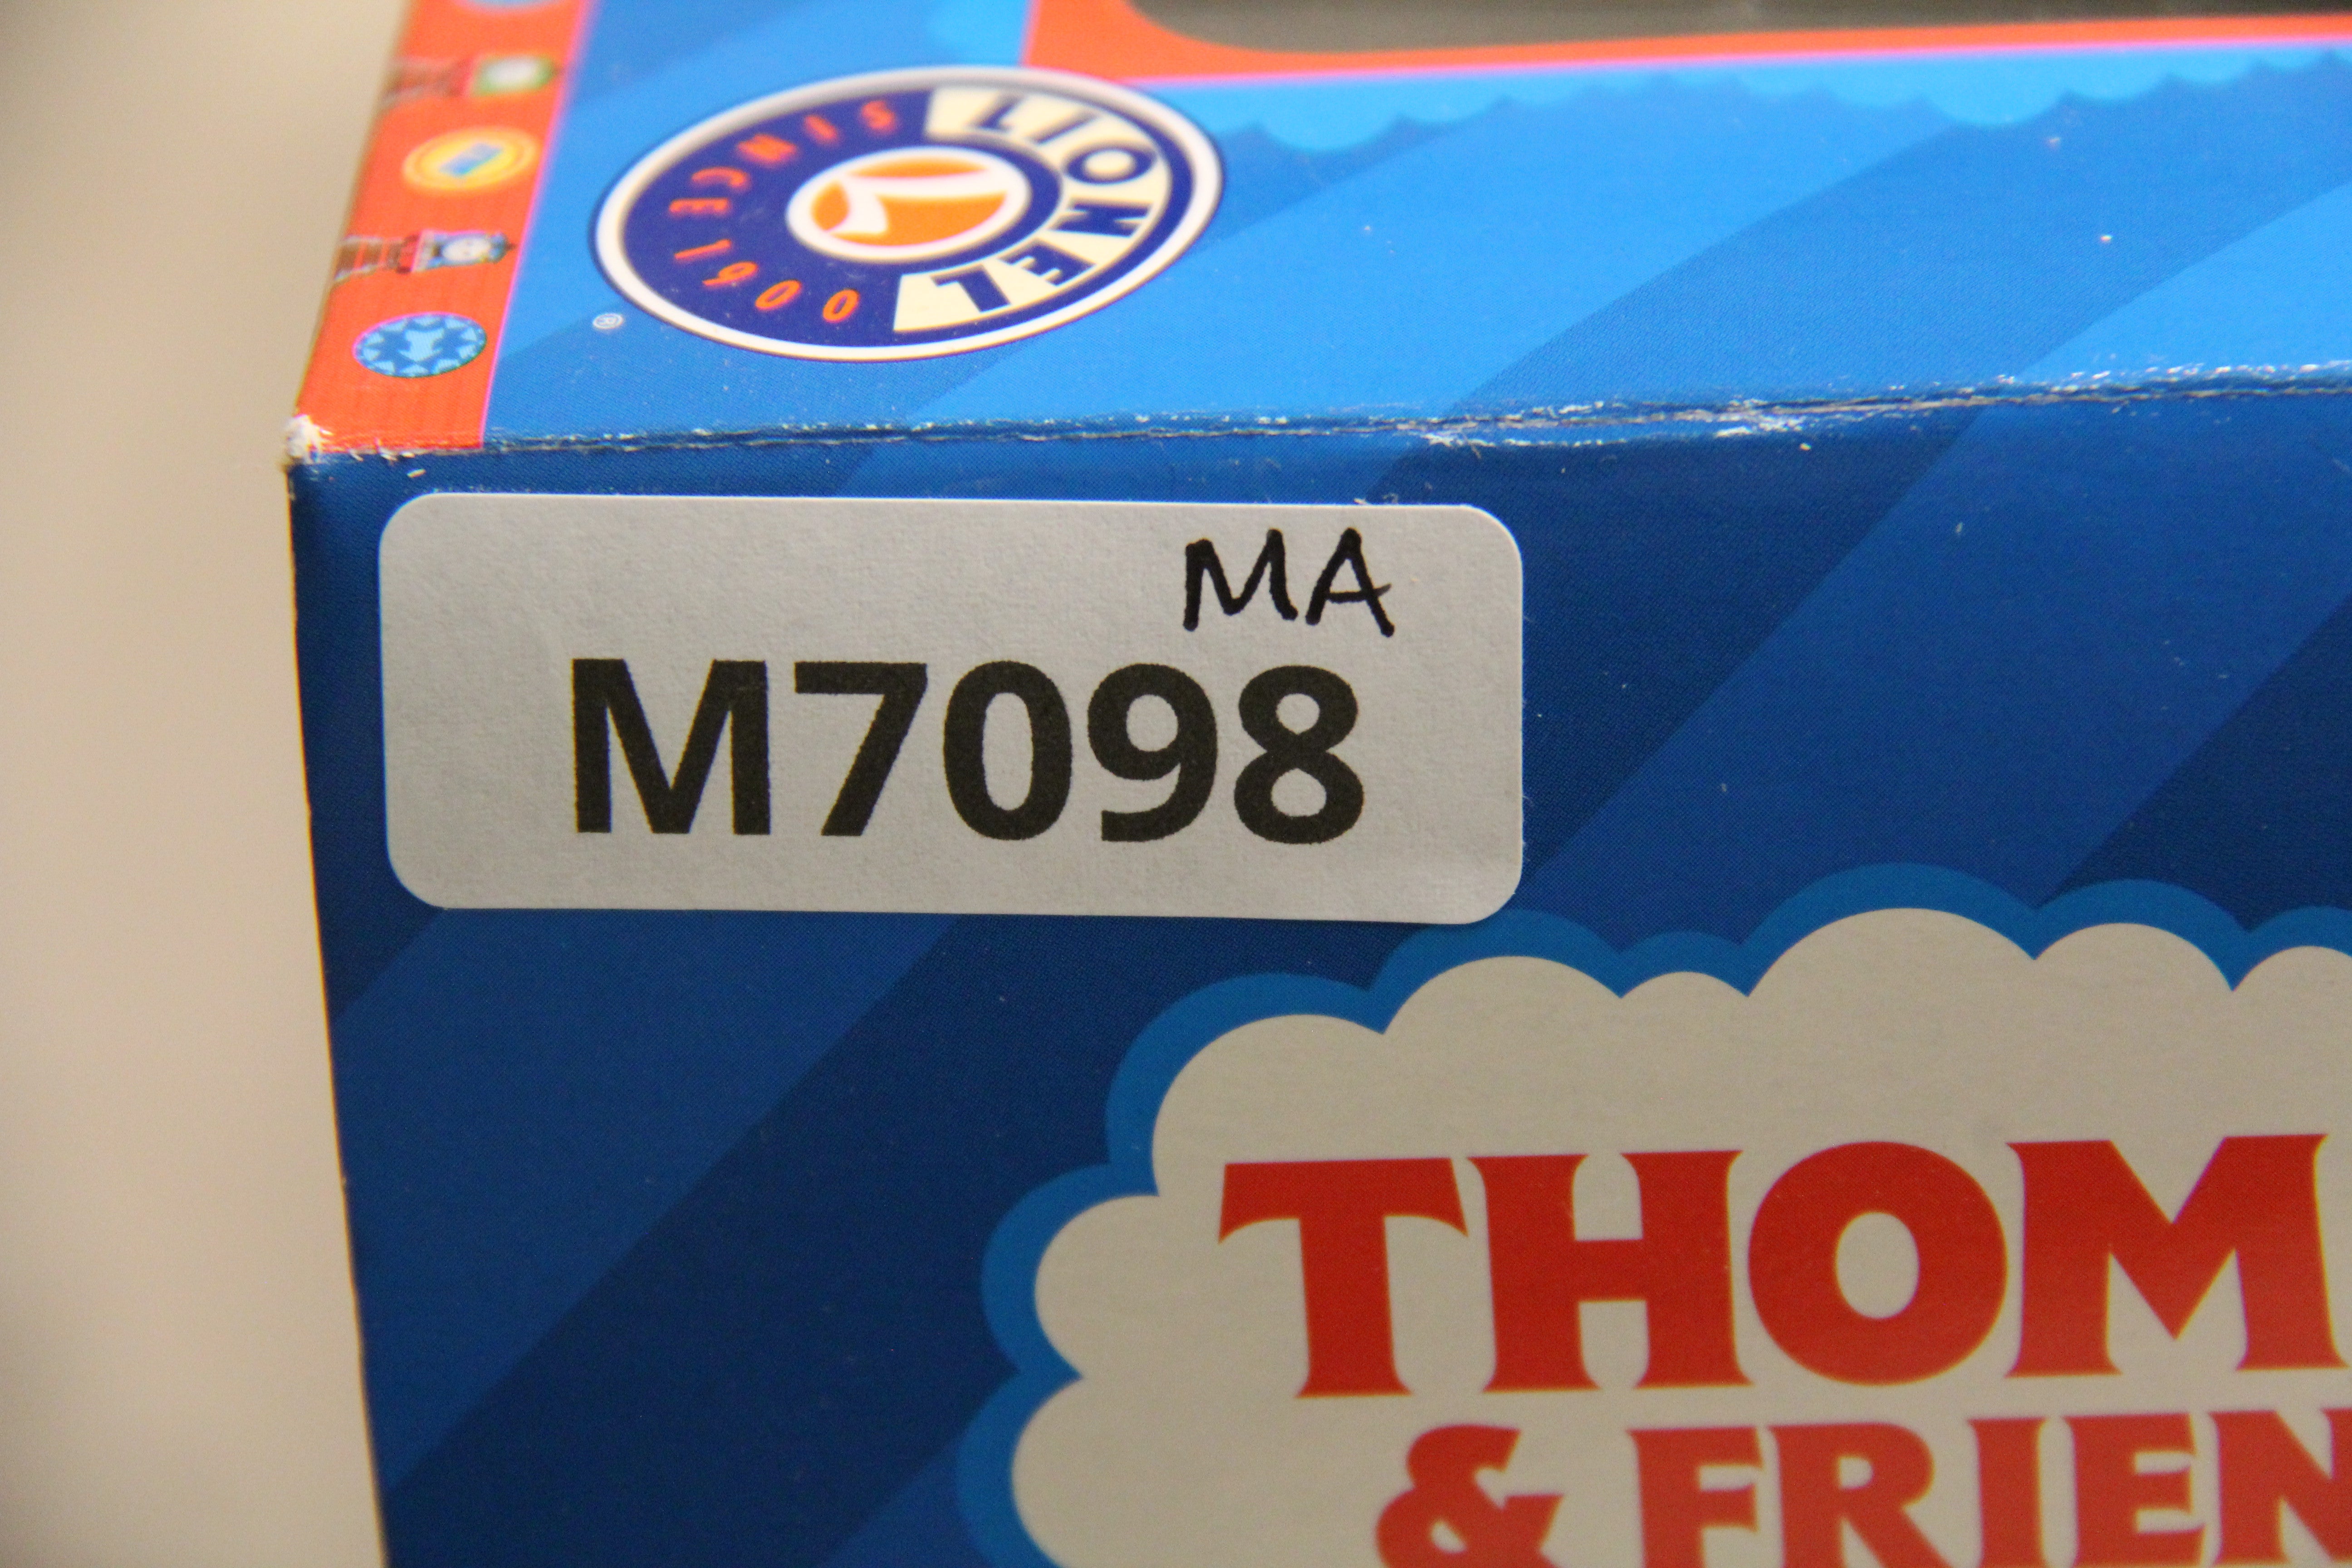 LIONEL
SINCE 1900
®
MA
M7098
THOM
& FRIEN